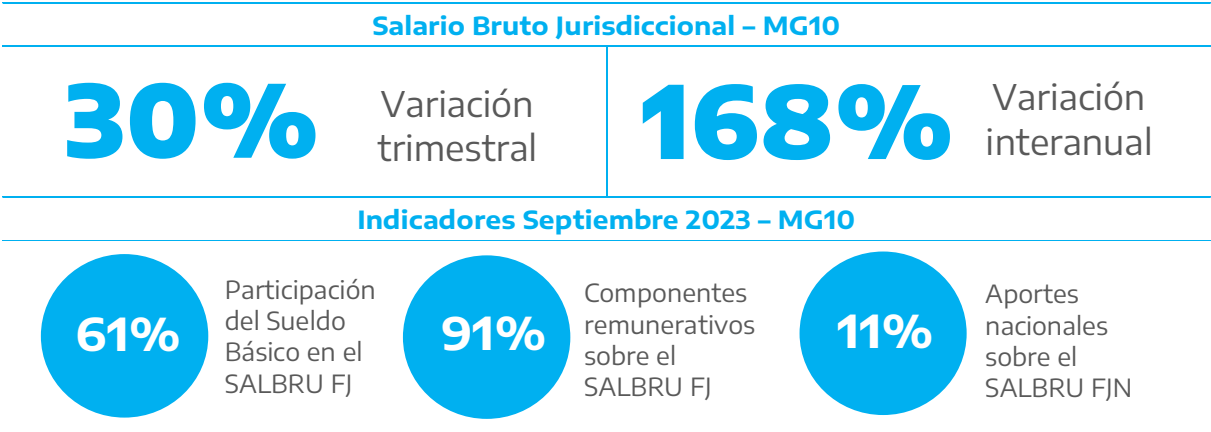 Salario Bruto Jurisdiccional – MG10
30%
Variación
trimestral
168%
Variación
interanual
Indicadores Septiembre 2023 – MG10
61%
Participación
del Sueldo
Básico en el
SALBRU FJ
91%
Componentes
remunerativos
sobre el
SALBRU FJ
11%
Aportes
nacionales
sobre el
SALBRU FJN